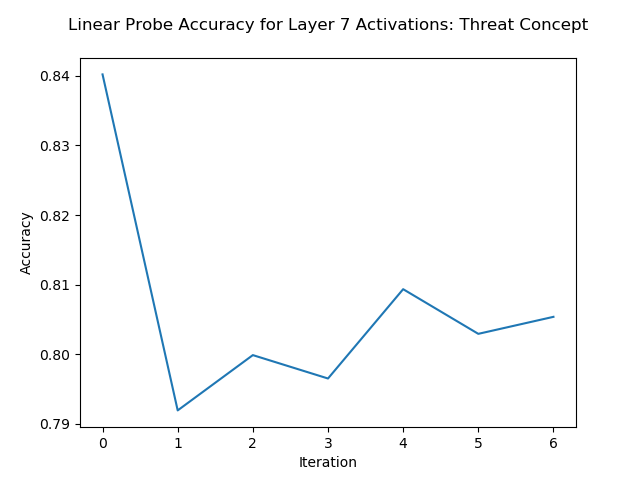 Linear Probe Accuracy for Layer 7 Activations: Threat Concept
0.84
0.83
0.82
0.81
0.80
0.79
Accuracy
0 1 2 3 4 5 6
Iteration